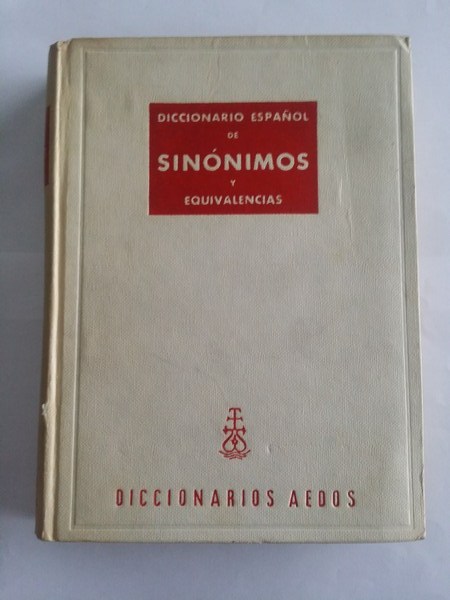 DICCIONARIO ESPAÑOL
DE
SINÓNIMOS
Y
EQUIVALENCIAS
DICCIONARIOS AEDOS